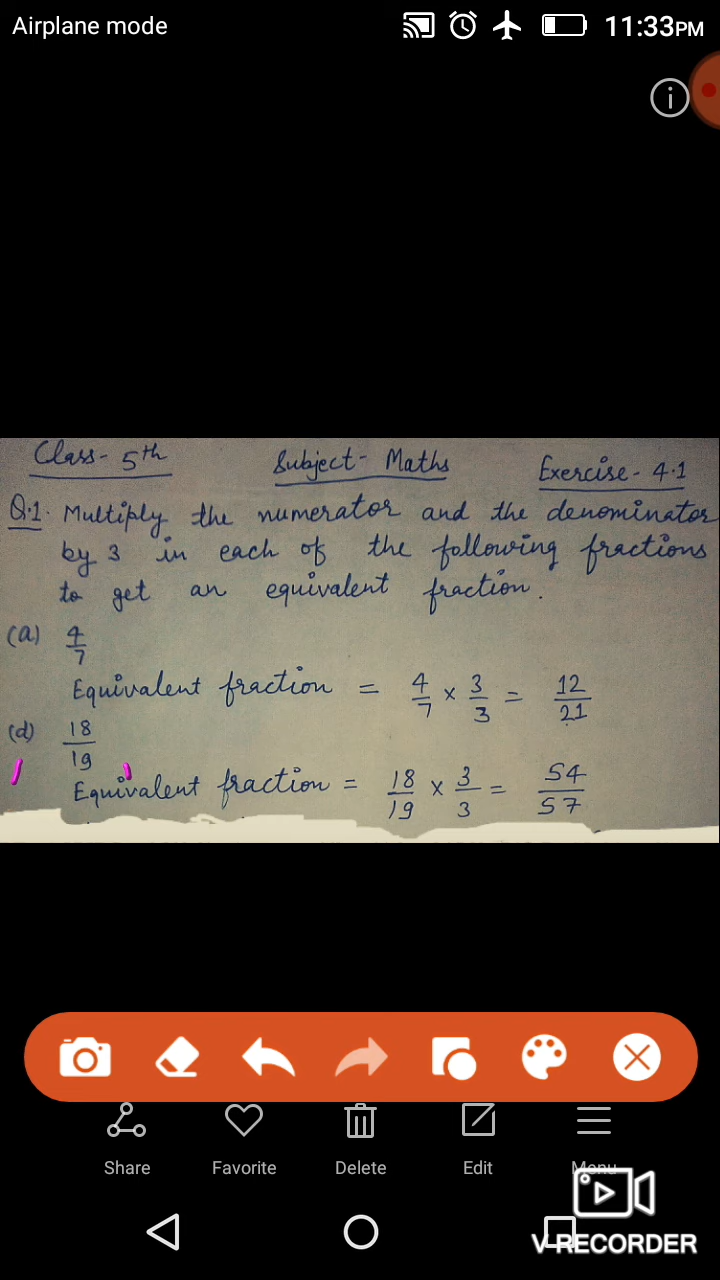 Airplane mode 11:33PM
Class- 5th Subject- Maths Exercise- 4.1
Q.1. Multiply the numerator and the denominator
by 3 in each of the following fractions
to get an equivalent fraction.
(a) 4/7
Equivalent fraction = 4/7 × 3/3 = 12/21
(d) 18/19
Equivalent fraction = 18/19 × 3/3 = 54/57
Share Favorite Delete Edit Menu
V RECORDER